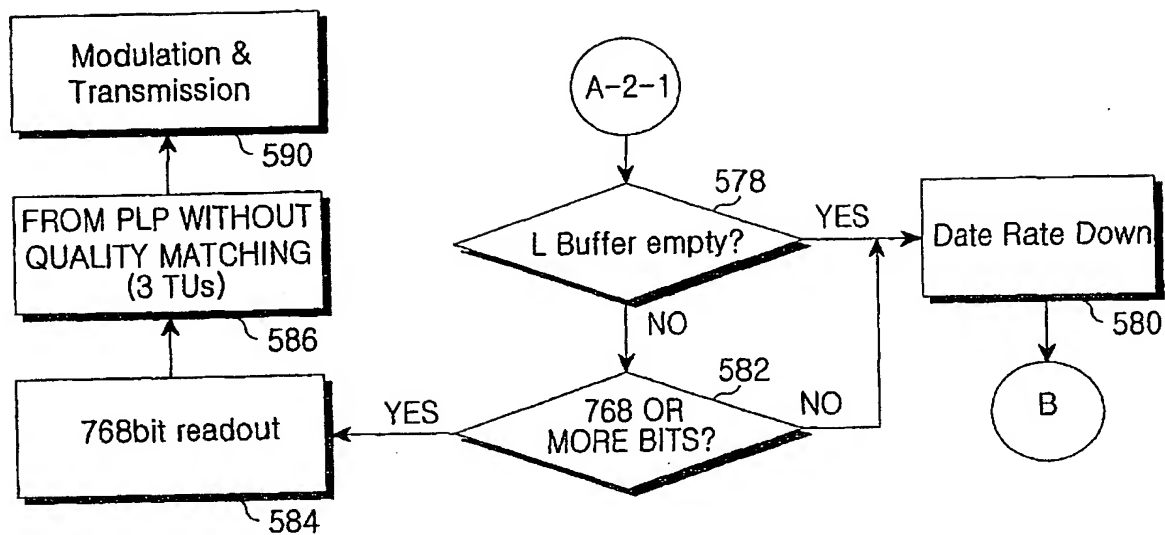 Modulation &
Transmission
590
FROM PLP WITHOUT
QUALITY MATCHING
(3 TUs)
586
768bit readout
584
A-2-1
578
L Buffer empty?
YES
NO
582
768 OR
MORE BITS?
YES
NO
Date Rate Down
580
B